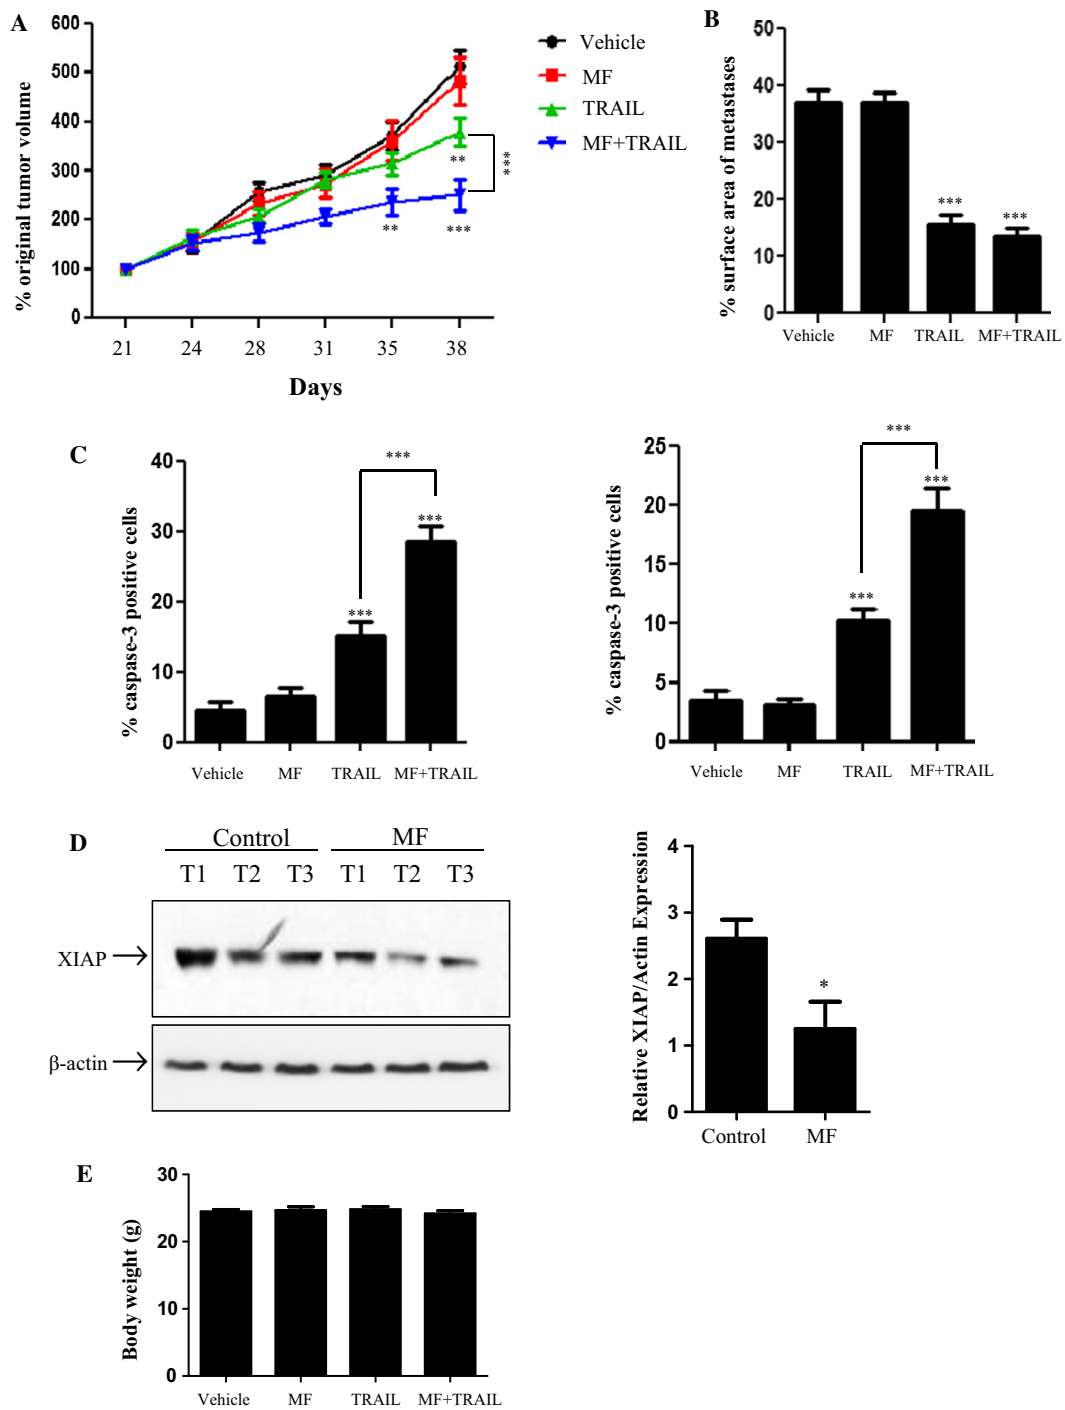 A
600
500
400
300
200
100
0
% original tumor volume
21 24 28 31 35 38
Days
**
***
**
***
Vehicle
MF
TRAIL
MF+TRAIL
B
50
40
30
20
10
0
% surface area of metastases
***
***
Vehicle MF TRAIL MF+TRAIL
C
40
30
20
10
0
% caspase-3 positive cells
***
***
***
Vehicle MF TRAIL MF+TRAIL
25
20
15
10
5
0
% caspase-3 positive cells
***
***
***
Vehicle MF TRAIL MF+TRAIL
D
Control MF
T1 T2 T3 T1 T2 T3
XIAP
β-actin
4
3
2
1
0
Relative XIAP/Actin Expression
*
Control MF
E
30
20
10
0
Body weight (g)
Vehicle MF TRAIL MF+TRAIL